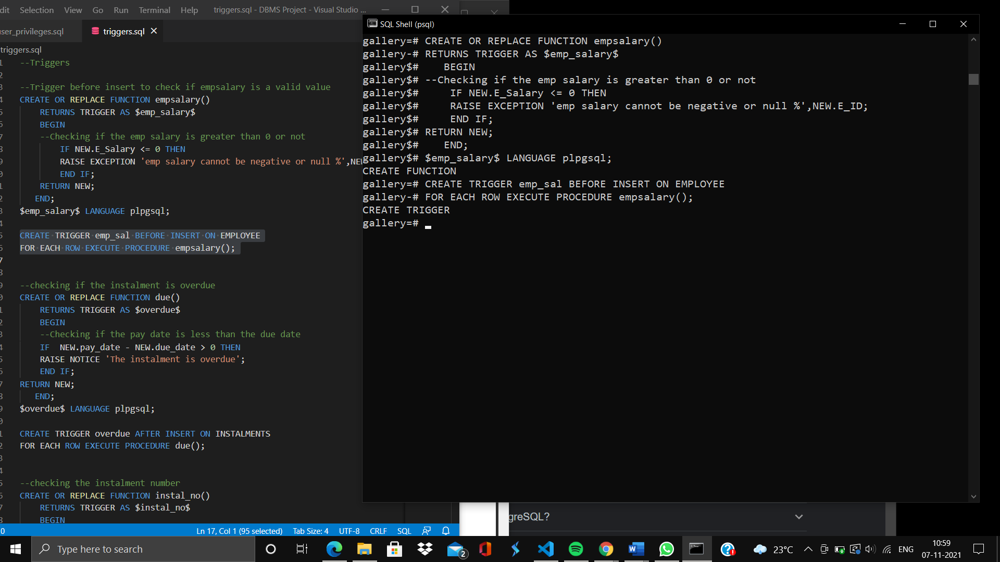 dit Selection View Go Run Terminal Help triggers.sql - DBMS Project - Visual Studio ...
ser_privileges.sql triggers.sql
triggers.sql
--Triggers
--Trigger before insert to check if empsalary is a valid value
CREATE OR REPLACE FUNCTION empsalary()
RETURNS TRIGGER AS $emp_salary$
BEGIN
--Checking if the emp salary is greater than 0 or not
IF NEW.E_Salary <= 0 THEN
RAISE EXCEPTION 'emp salary cannot be negative or null %',NEW
END IF;
RETURN NEW;
END;
$emp_salary$ LANGUAGE plpgsql;
CREATE TRIGGER emp_sal BEFORE INSERT ON EMPLOYEE
FOR EACH ROW EXECUTE PROCEDURE empsalary();
--checking if the instalment is overdue
CREATE OR REPLACE FUNCTION due()
RETURNS TRIGGER AS $overdue$
BEGIN
--Checking if the pay date is less than the due date
IF  NEW.pay_date - NEW.due_date > 0 THEN
RAISE NOTICE 'The instalment is overdue';
END IF;
RETURN NEW;
END;
$overdue$ LANGUAGE plpgsql;
CREATE TRIGGER overdue AFTER INSERT ON INSTALMENTS
FOR EACH ROW EXECUTE PROCEDURE due();
--checking the instalment number
CREATE OR REPLACE FUNCTION instal_no()
RETURNS TRIGGER AS $instal_no$
BEGIN
0 Ln 17, Col 1 (95 selected) Tab Size: 4 UTF-8 CRLF SQL
SQL Shell (psql)
gallery=# CREATE OR REPLACE FUNCTION empsalary()
gallery-# RETURNS TRIGGER AS $emp_salary$
gallery$#    BEGIN
gallery$# --Checking if the emp salary is greater than 0 or not
gallery$#     IF NEW.E_Salary <= 0 THEN
gallery$#     RAISE EXCEPTION 'emp salary cannot be negative or null %',NEW.E_ID;
gallery$#     END IF;
gallery$# RETURN NEW;
gallery$#    END;
gallery$# $emp_salary$ LANGUAGE plpgsql;
CREATE FUNCTION
gallery=# CREATE TRIGGER emp_sal BEFORE INSERT ON EMPLOYEE
gallery-# FOR EACH ROW EXECUTE PROCEDURE empsalary();
CREATE TRIGGER
gallery=#
greSQL?
Type here to search 2 23°C ENG 10:59
07-11-2021